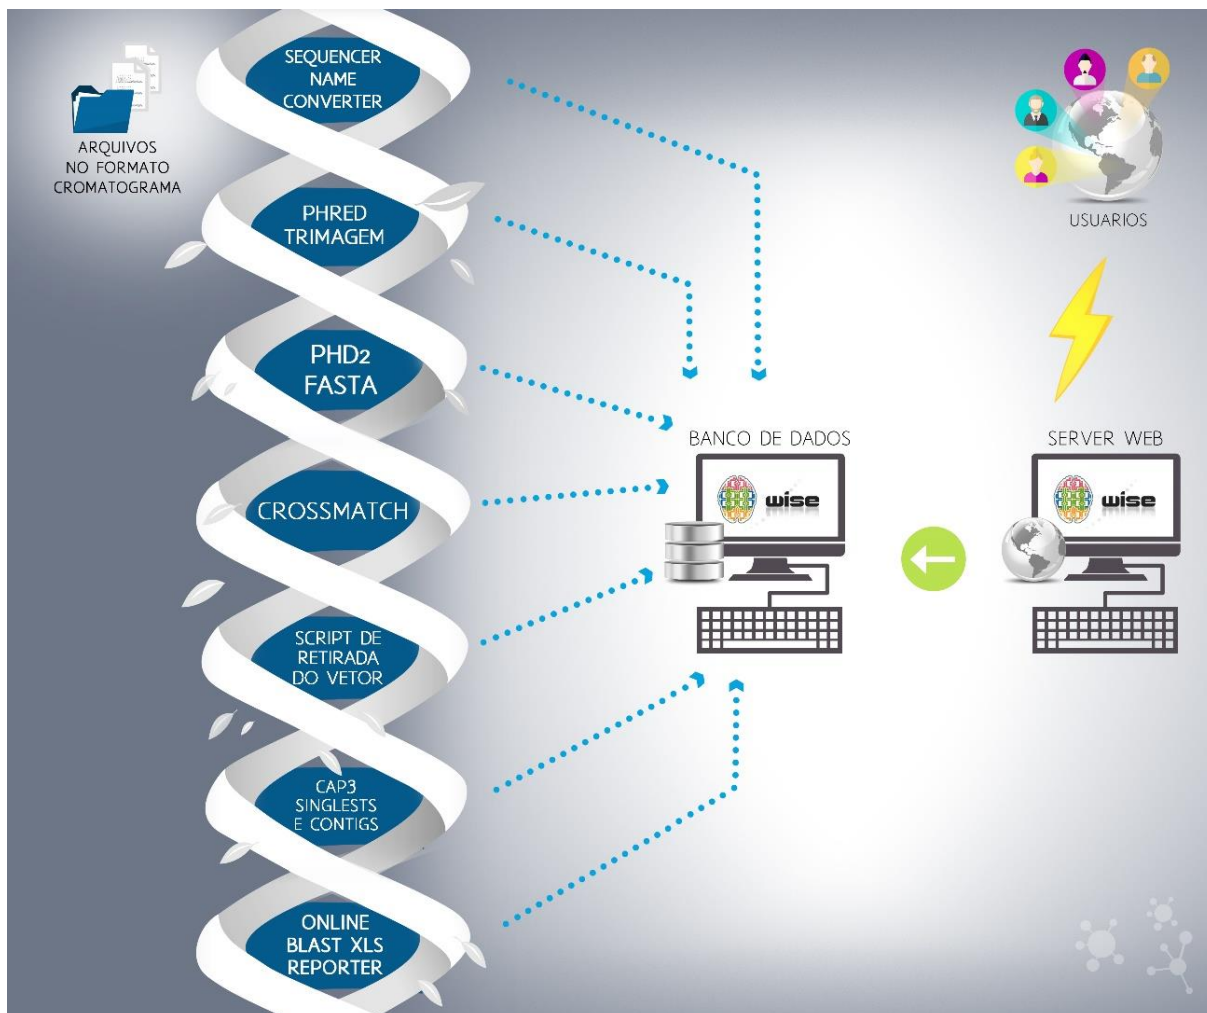 ARQUIVOS
NO FORMATO
CROMATOGRAMA
SEQUENCER
NAME
CONVERTER
PHRED
TRIMAGEM
PHD2
FASTA
CROSSMATCH
SCRIPT DE
RETIRADA
DO VETOR
CAP3
SINGLESTS
E CONTIGS
ONLINE
BLAST XLS
REPORTER
BANCO DE DADOS
wise
USUARIOS
SERVER WEB
wise